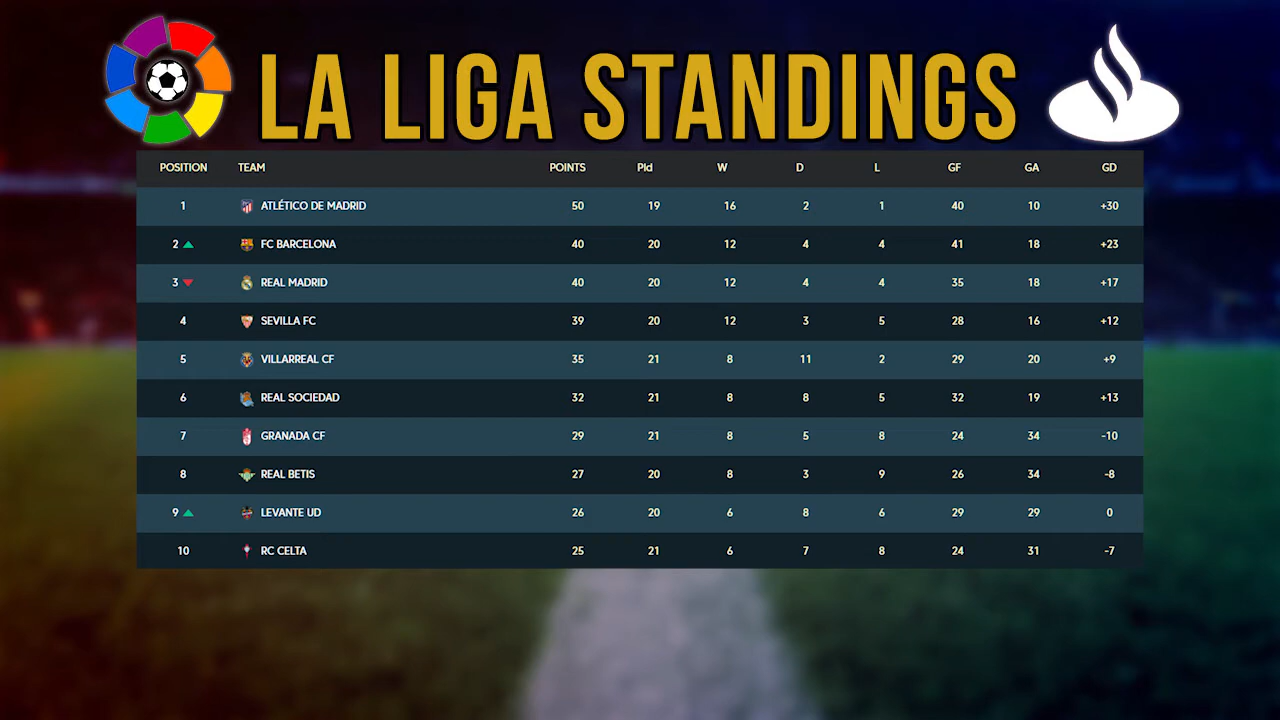 LA LIGA STANDINGS
POSITION TEAM POINTS Pld W D L GF GA GD
1 ATLÉTICO DE MADRID 50 19 16 2 1 40 10 +30
2 FC BARCELONA 40 20 12 4 4 41 18 +23
3 REAL MADRID 40 20 12 4 4 35 18 +17
4 SEVILLA FC 39 20 12 3 5 28 16 +12
5 VILLARREAL CF 35 21 8 11 2 29 20 +9
6 REAL SOCIEDAD 32 21 8 8 5 32 19 +13
7 GRANADA CF 29 21 8 5 8 24 34 -10
8 REAL BETIS 27 20 8 3 9 26 34 -8
9 LEVANTE UD 26 20 6 8 6 29 29 0
10 RC CELTA 25 21 6 7 8 24 31 -7